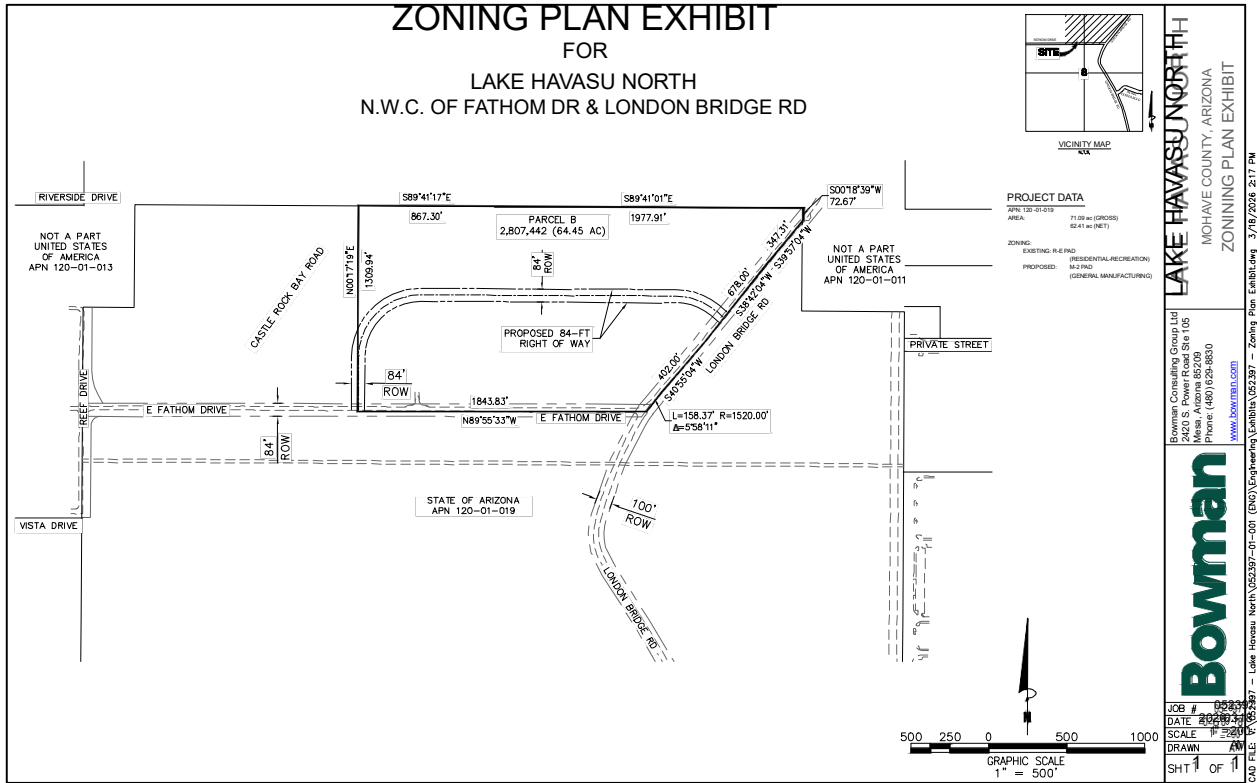 ZONING PLAN EXHIBIT
FOR
LAKE HAVASU NORTH
N.W.C. OF FATHOM DR & LONDON BRIDGE RD
SITE
8
VICINITY MAP
N.T.S.
PROJECT DATA
APN: 120-01-019
AREA: 71.09 ac (GROSS)
62.41 ac (NET)
ZONING:
EXISTING: R-E PAD
(RESIDENTIAL-RECREATION)
PROPOSED: M-2 PAD
(GENERAL MANUFACTURING)
RIVERSIDE DRIVE
NOT A PART
UNITED STATES
OF AMERICA
APN 120-01-013
CASTLE ROCK BAY ROAD
S89°41'17"E
867.30'
S89°41'01"E
1977.91'
PARCEL B
2,807,442 (64.45 AC)
S00°18'39"W
72.67'
N00°17'19"E
1309.94'
84'
ROW
347.31'
S39°57'04"W
678.00'
S38°42'04"W
402.00'
S40°55'04"W
LONDON BRIDGE RD
NOT A PART
UNITED STATES
OF AMERICA
APN 120-01-011
PROPOSED 84-FT
RIGHT OF WAY
PRIVATE STREET
84'
ROW
1843.83'
REEF DRIVE
E FATHOM DRIVE
N89°55'33"W
E FATHOM DRIVE
L=158.37' R=1520.00'
Δ=5°58'11"
84'
ROW
STATE OF ARIZONA
APN 120-01-019
100'
ROW
VISTA DRIVE
LONDON BRIDGE RD
N
500 250 0 500 1000
GRAPHIC SCALE
1" = 500'
LAKE HAVASU NORTH
MOHAVE COUNTY, ARIZONA
ZONINING PLAN EXHIBIT
Bowman Consulting Group Ltd
2420 S. Power Road Ste 105
Mesa, Arizona 85209
Phone: (480) 629-8830
www.bowman.com
Bowman
JOB #
DATE
SCALE
DRAWN
SHT 1 OF 1